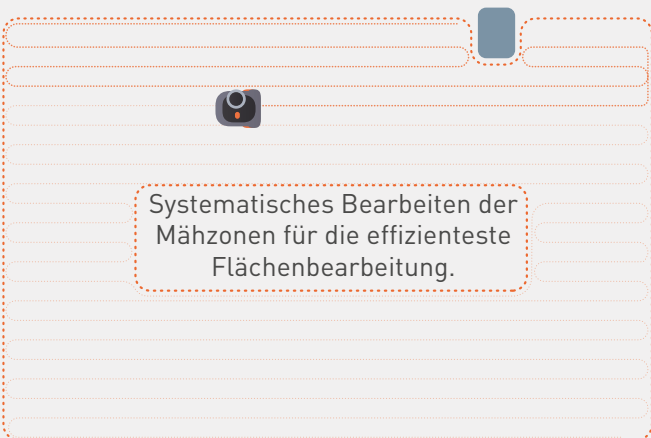 Systematisches Bearbeiten der
Mähzonen für die effizienteste
Flächenbearbeitung.